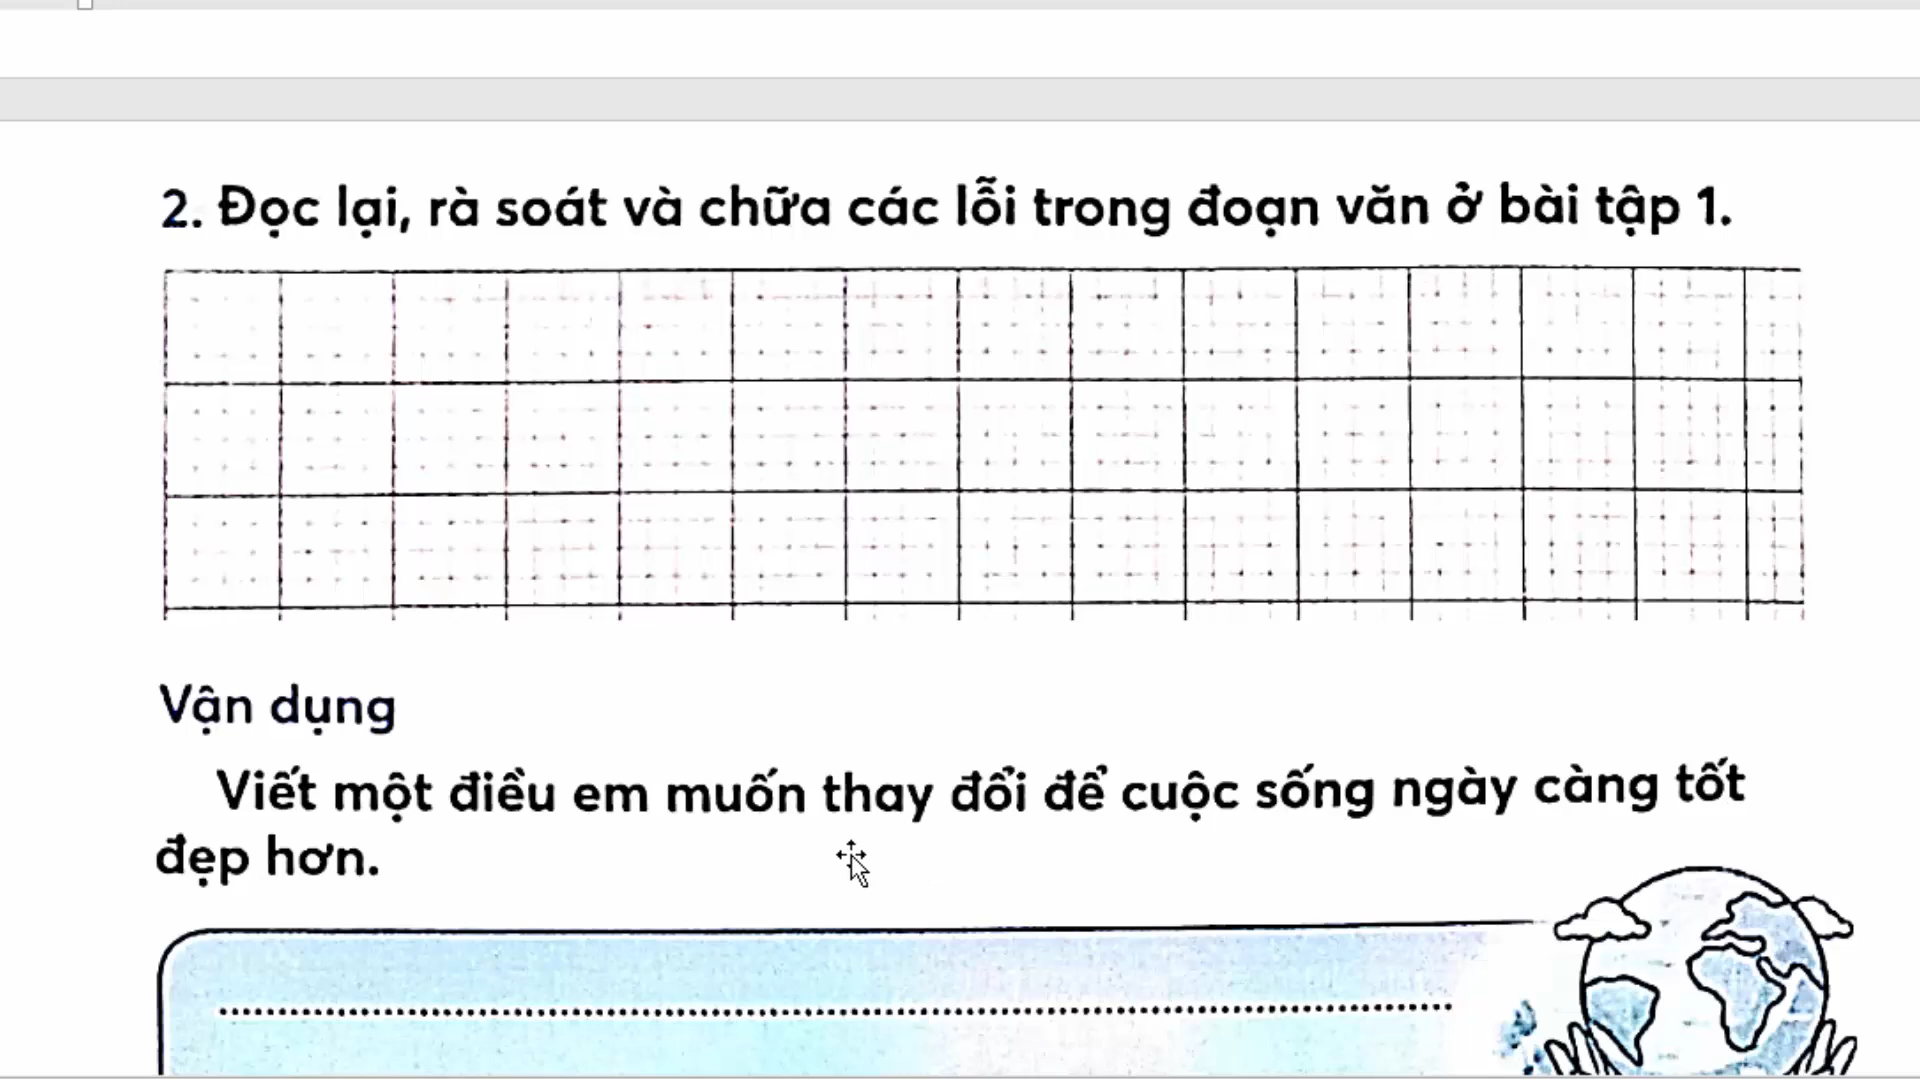 2. Đọc lại, rà soát và chữa các lỗi trong đoạn văn ở bài tập 1.
Vận dụng
Viết một điều em muốn thay đổi để cuộc sống ngày càng tốt
đẹp hơn.